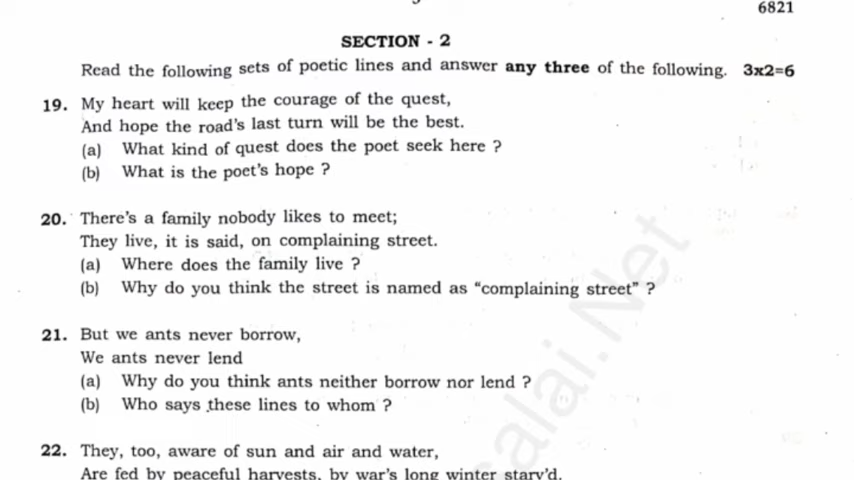 6821
SECTION - 2
Read the following sets of poetic lines and answer any three of the following. 3x2=6
19. My heart will keep the courage of the quest,
And hope the road's last turn will be the best.
(a) What kind of quest does the poet seek here ?
(b) What is the poet's hope ?
20. There's a family nobody likes to meet;
They live, it is said, on complaining street.
(a) Where does the family live ?
(b) Why do you think the street is named as "complaining street" ?
21. But we ants never borrow,
We ants never lend
(a) Why do you think ants neither borrow nor lend ?
(b) Who says these lines to whom ?
22. They, too, aware of sun and air and water,
Are fed by peaceful harvests, by war's long winter starv'd.